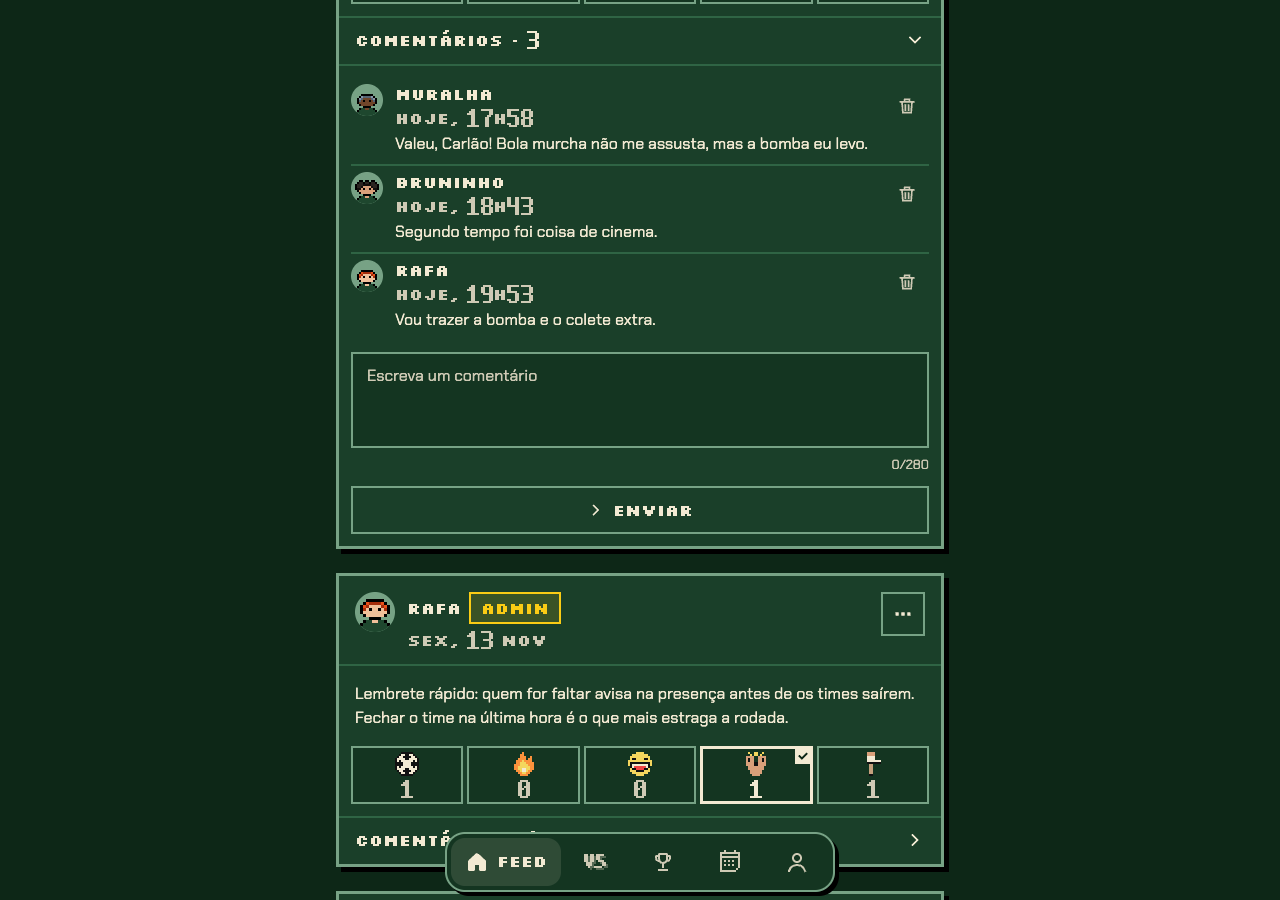 COMENTÁRIOS · 3
MURALHA
HOJE, 17H58
Valeu, Carlão! Bola murcha não me assusta, mas a bomba eu levo.
BRUNINHO
HOJE, 18H43
Segundo tempo foi coisa de cinema.
RAFA
HOJE, 19H53
Vou trazer a bomba e o colete extra.
Escreva um comentário
0/280
ENVIAR
RAFA ADMIN
SEX, 13 NOV
Lembrete rápido: quem for faltar avisa na presença antes de os times saírem.
Fechar o time na última hora é o que mais estraga a rodada.
1 0 0 1 1
FEED VS